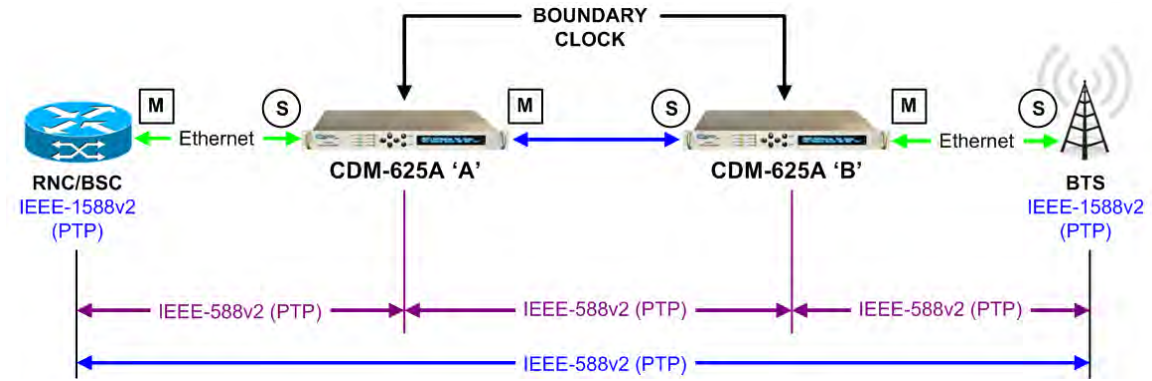 BOUNDARY
CLOCK
M
S
M
S
M
S
Ethernet
Ethernet
CDM-625A 'A'
CDM-625A 'B'
RNC/BSC
IEEE-1588v2
(PTP)
BTS
IEEE-1588v2
(PTP)
IEEE-588v2 (PTP)
IEEE-588v2 (PTP)
IEEE-588v2 (PTP)
IEEE-588v2 (PTP)